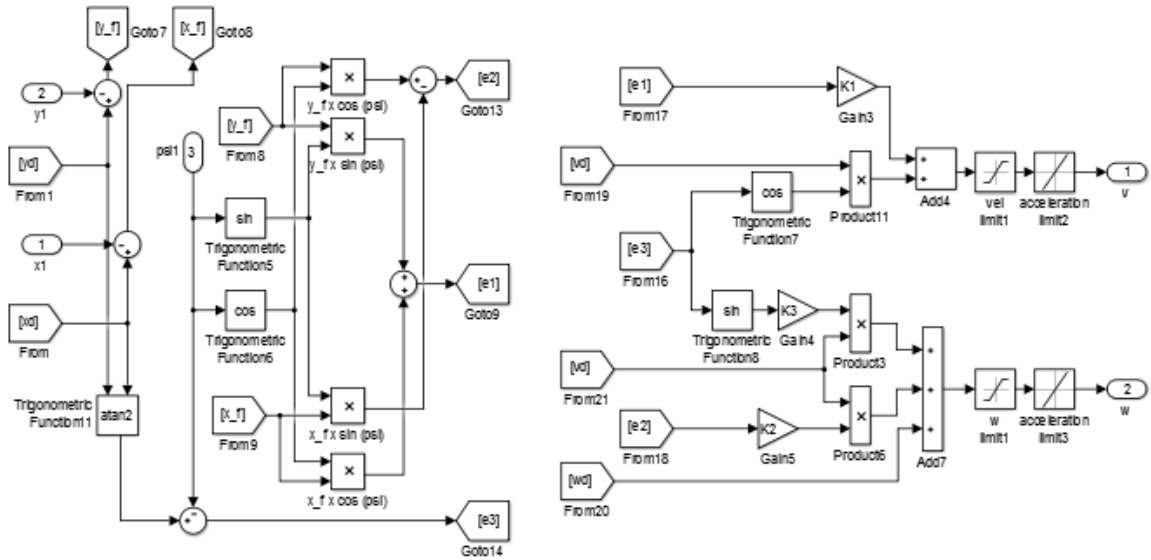 [y_f]
Goto7
[x_f]
Goto8
2
y1
[yd]
From1
1
x1
[xd]
From
psi1
3
sin
Trigonometric
Function5
cos
Trigonometric
Function6
atan2
Trigonometric
Function11
[y_f]
From8
[x_f]
From9
×
y_f x cos (psi)
×
y_f x sin (psi)
×
x_f x sin (psi)
×
x_f x cos (psi)
[e2]
Goto13
[e1]
Goto9
[e3]
Goto14
[e1]
From17
K1
Gain3
[vd]
From19
cos
Trigonometric
Function7
×
Product11
Add4
vel
limit1
acceleration
limit2
1
v
[e3]
From16
sin
Trigonometric
Function8
K3
Gain4
×
Product3
[vd]
From21
[e2]
From18
K2
Gain5
×
Product6
[wd]
From20
Add7
w
limit1
acceleration
limit3
2
w